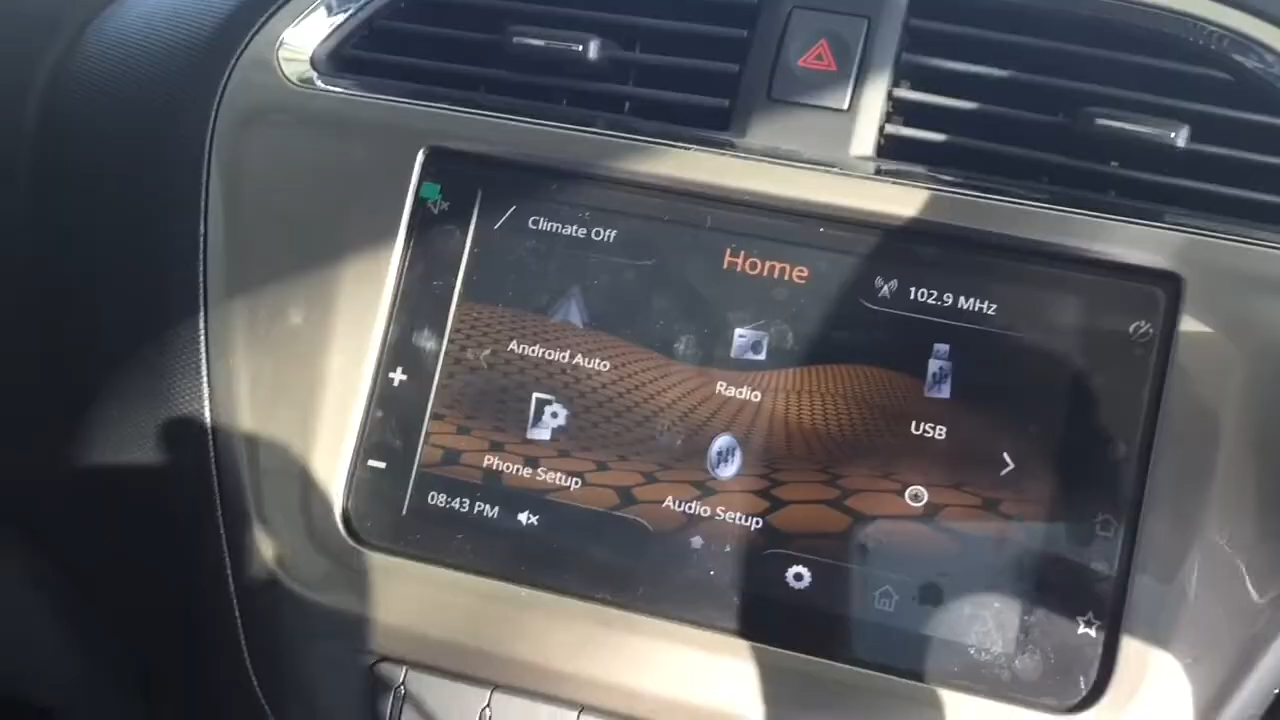 Climate Off
Home
102.9 MHz
Android Auto
Radio
USB
Phone Setup
Audio Setup
08:43 PM